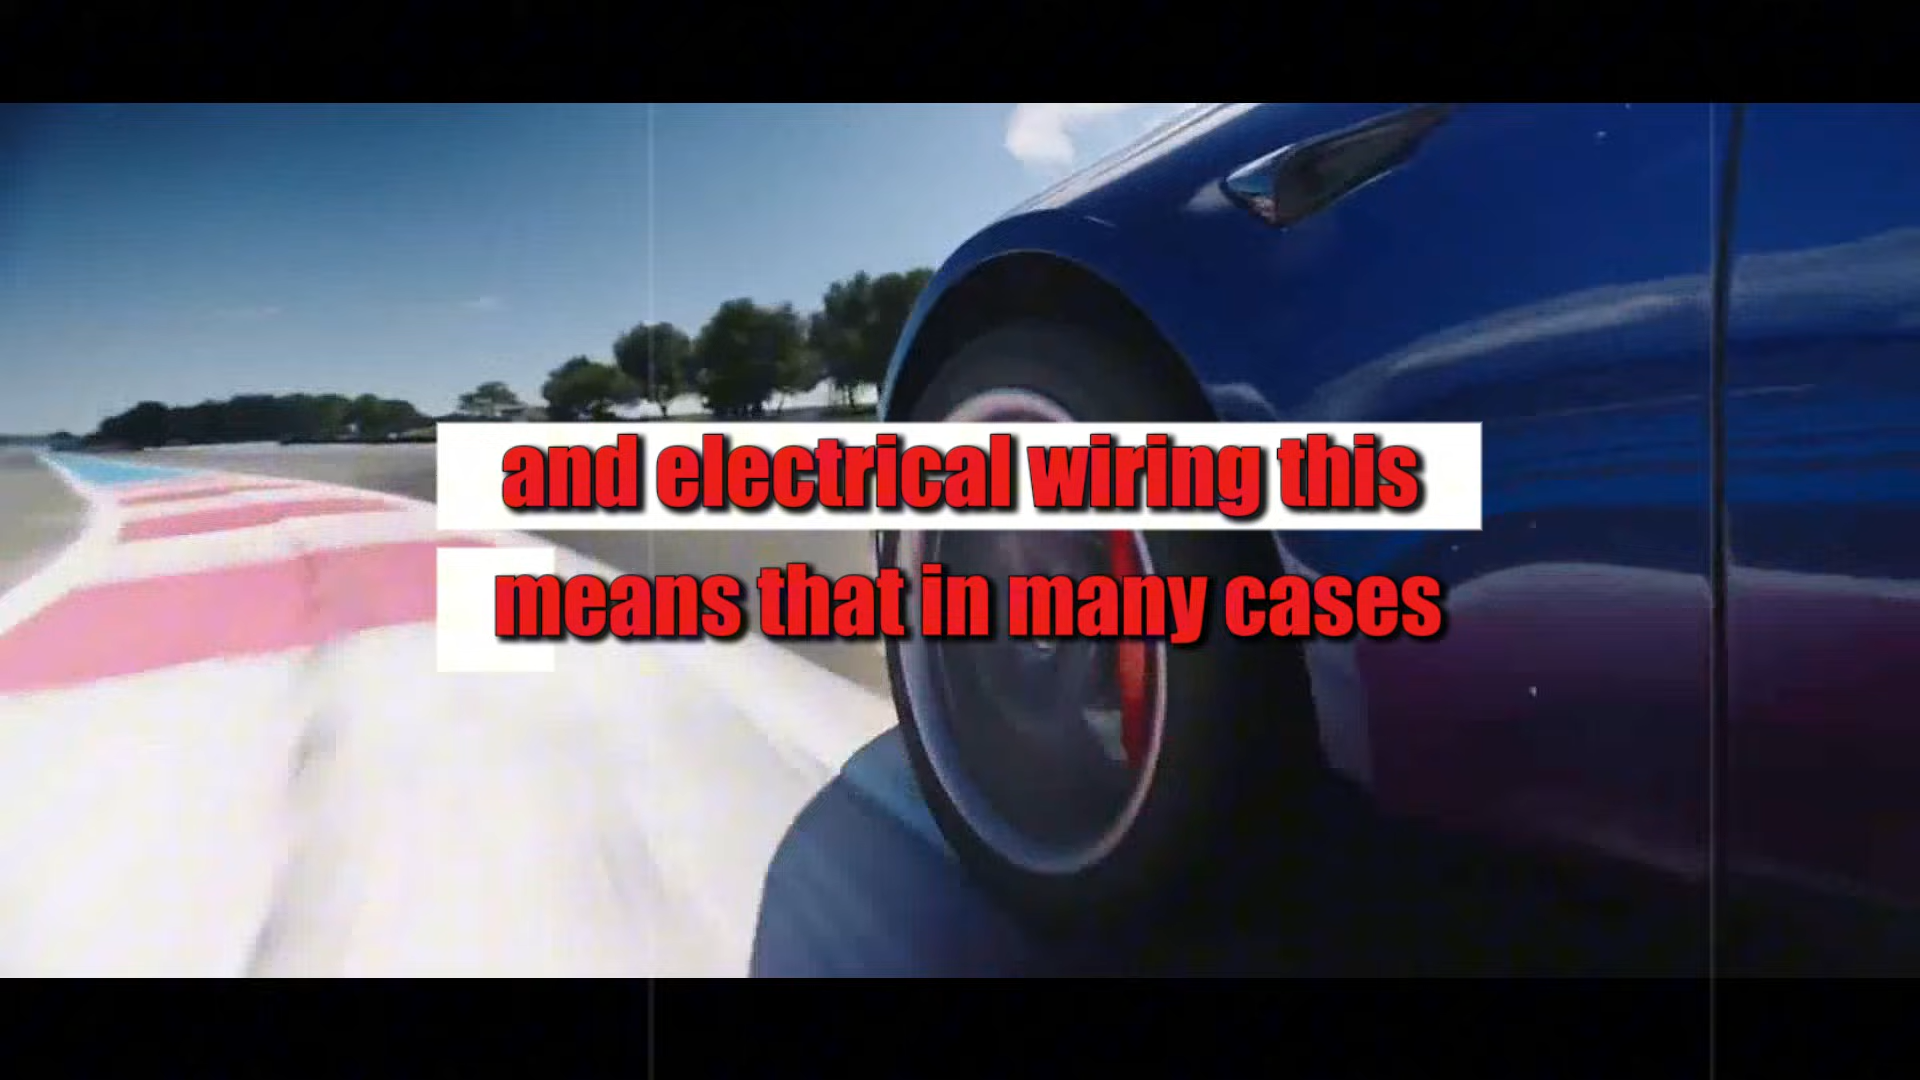 and electrical wiring this
means that in many cases